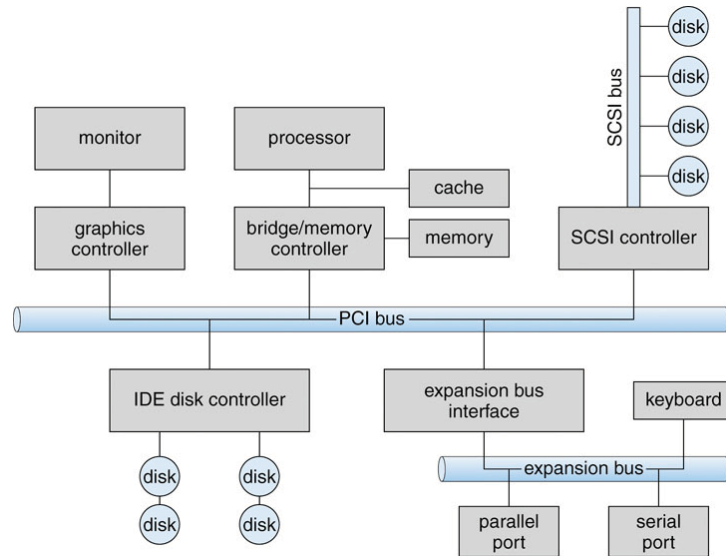 disk
disk
SCSI bus
disk
disk
monitor
processor
cache
graphics
controller
bridge/memory
controller
memory
SCSI controller
PCI bus
IDE disk controller
expansion bus
interface
keyboard
disk
disk
expansion bus
disk
disk
parallel
port
serial
port